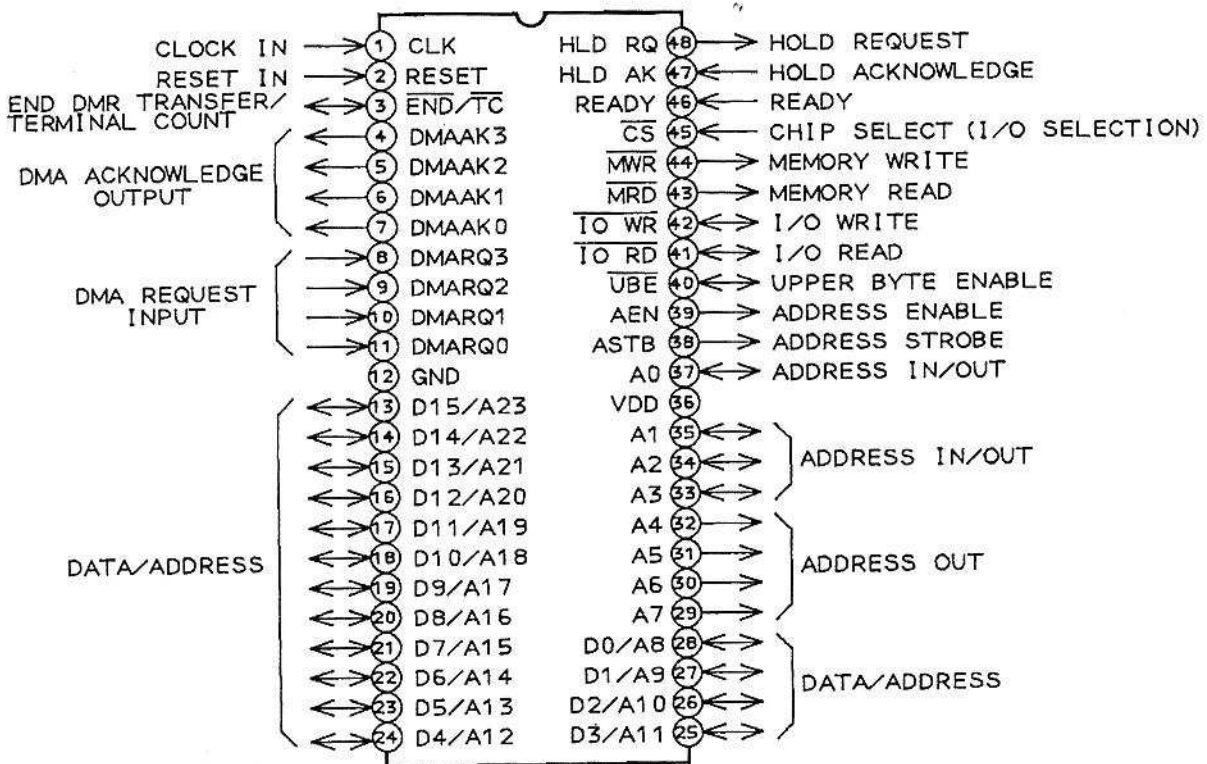 CLOCK IN 1 CLK HLD RQ 48 HOLD REQUEST
RESET IN 2 RESET HLD AK 47 HOLD ACKNOWLEDGE
END DMR TRANSFER/
TERMINAL COUNT 3 END/TC READY 46 READY
4 DMAAK3 CS 45 CHIP SELECT (I/O SELECTION)
DMA ACKNOWLEDGE
OUTPUT
5 DMAAK2 MWR 44 MEMORY WRITE
6 DMAAK1 MRD 43 MEMORY READ
7 DMAAK0 IO WR 42 I/O WRITE
8 DMARQ3 IO RD 41 I/O READ
DMA REQUEST
INPUT
9 DMARQ2 UBE 40 UPPER BYTE ENABLE
10 DMARQ1 AEN 39 ADDRESS ENABLE
11 DMARQ0 ASTB 38 ADDRESS STROBE
12 GND A0 37 ADDRESS IN/OUT
13 D15/A23 VDD 36
14 D14/A22 A1 35
15 D13/A21 A2 34 ADDRESS IN/OUT
16 D12/A20 A3 33
17 D11/A19 A4 32
DATA/ADDRESS 18 D10/A18 A5 31 ADDRESS OUT
19 D9/A17 A6 30
20 D8/A16 A7 29
21 D7/A15 D0/A8 28
22 D6/A14 D1/A9 27 DATA/ADDRESS
23 D5/A13 D2/A10 26
24 D4/A12 D3/A11 25